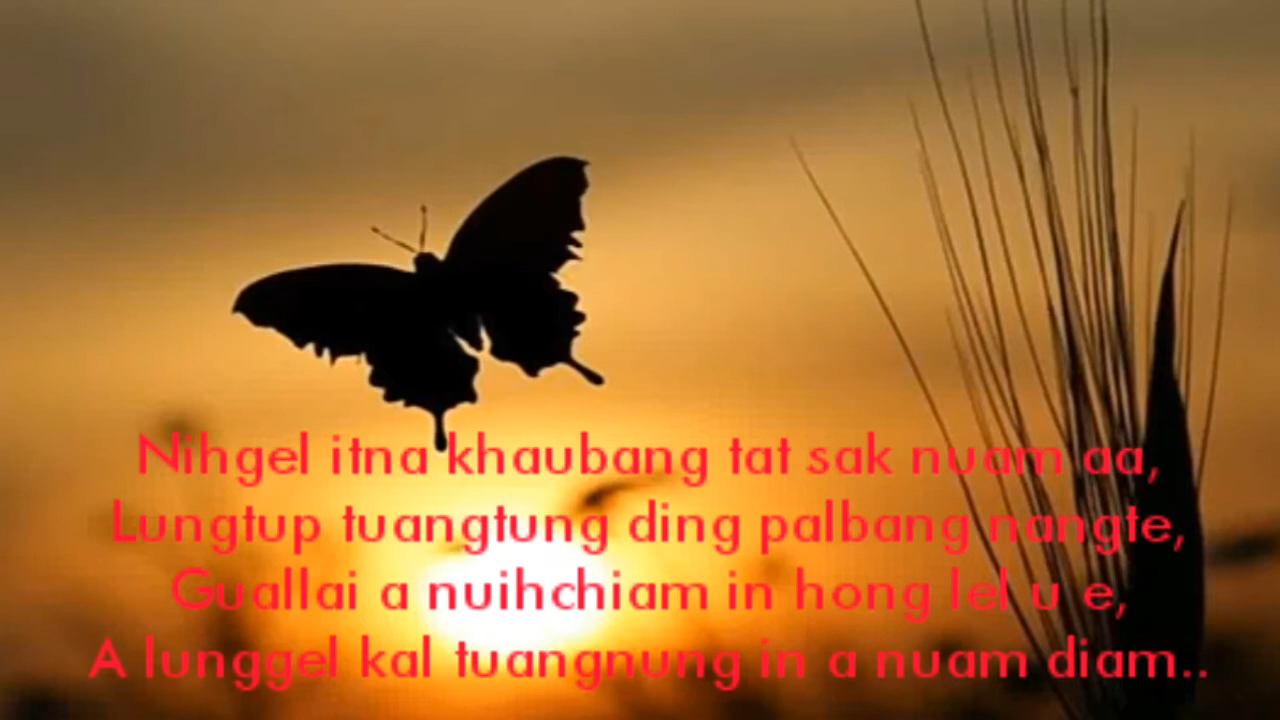 Nihgel itna khaubang tat sak nuam aa,
Lungtup tuangtung ding palbang nangte,
Guallai a nuihchiam in hong lel u e,
A lunggel kal tuangnung in a nuam diam..